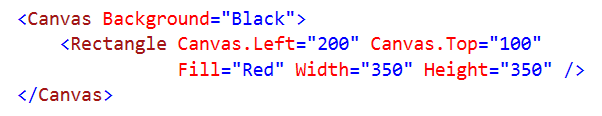 <Canvas Background="Black">
    <Rectangle Canvas.Left="200" Canvas.Top="100"
               Fill="Red" Width="350" Height="350" />
</Canvas>